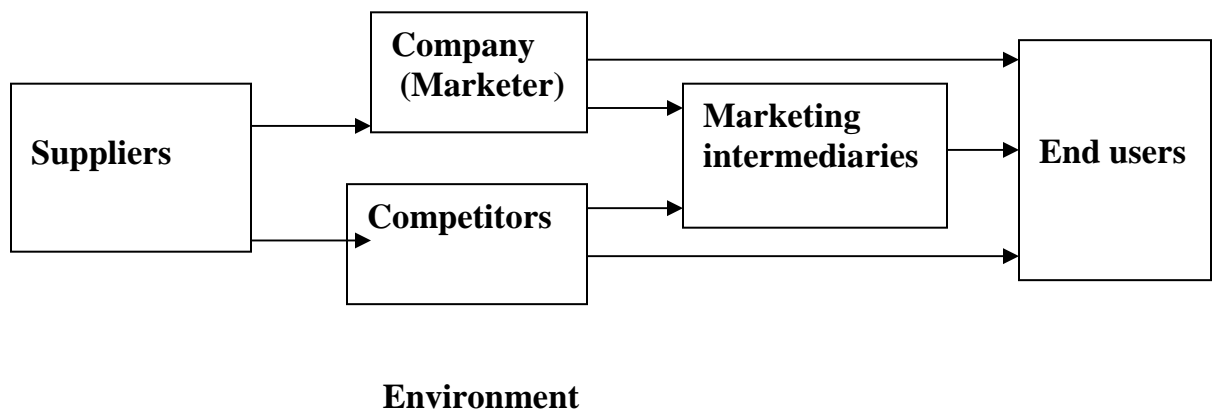 Company
(Marketer)
Suppliers
Marketing
intermediaries
End users
Competitors
Environment